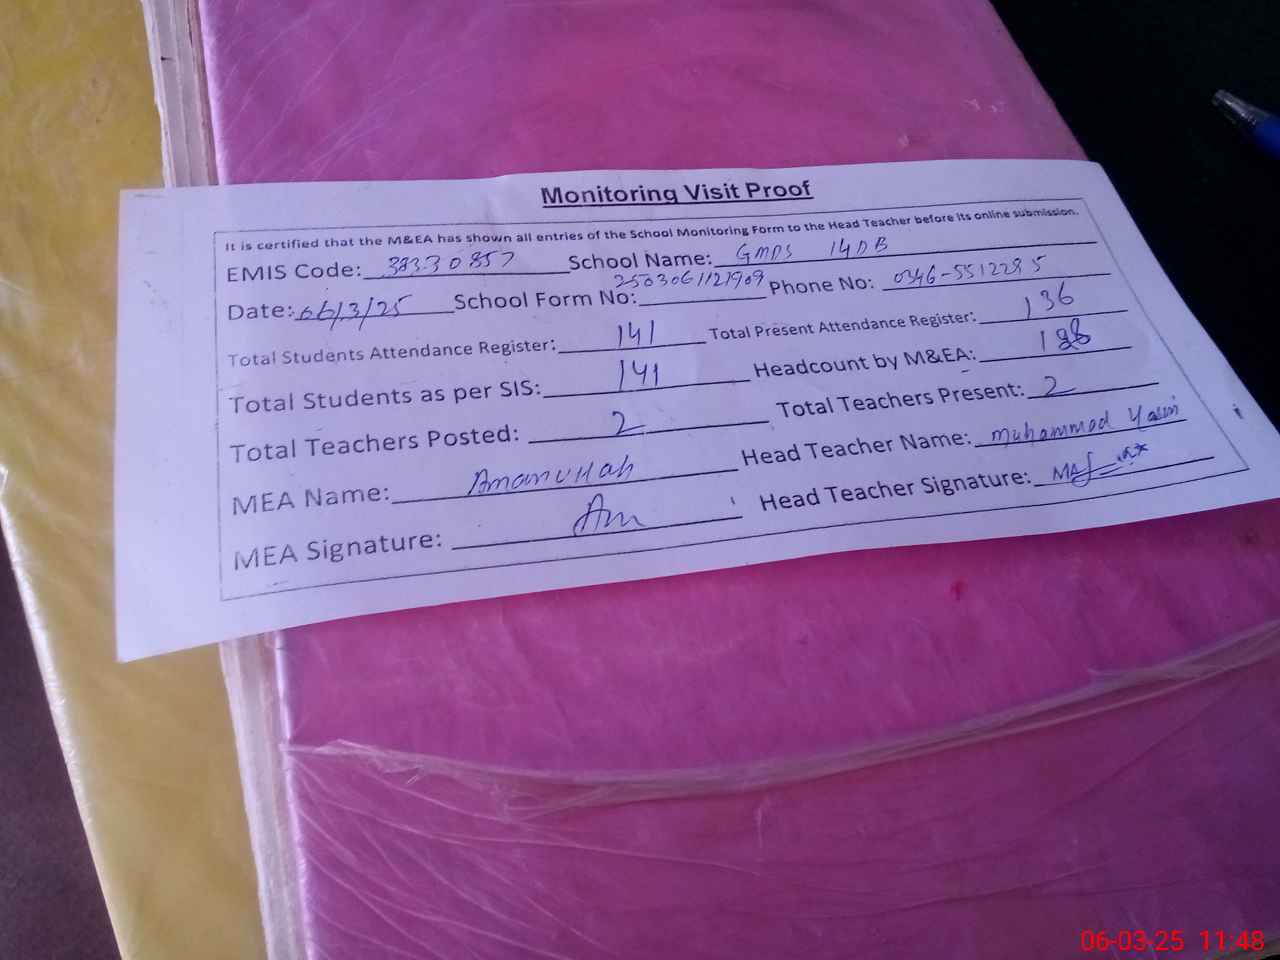 Monitoring Visit Proof
It is certified that the M&EA has shown all entries of the School Monitoring Form to the Head Teacher before its online submission.
EMIS Code: 38330857 School Name: GMPS 14DB
Date: 06/3/25 School Form No: 2503061121909 Phone No: 0346-5512295
Total Students Attendance Register: 141 Total Present Attendance Register: 136
Total Students as per SIS: 141 Headcount by M&EA:
Total Teachers Posted: 2 Total Teachers Present: 2
MEA Name: Amanullah Head Teacher Name: Muhammad Yasin
MEA Signature: Am Head Teacher Signature:
06-03-25 11:48